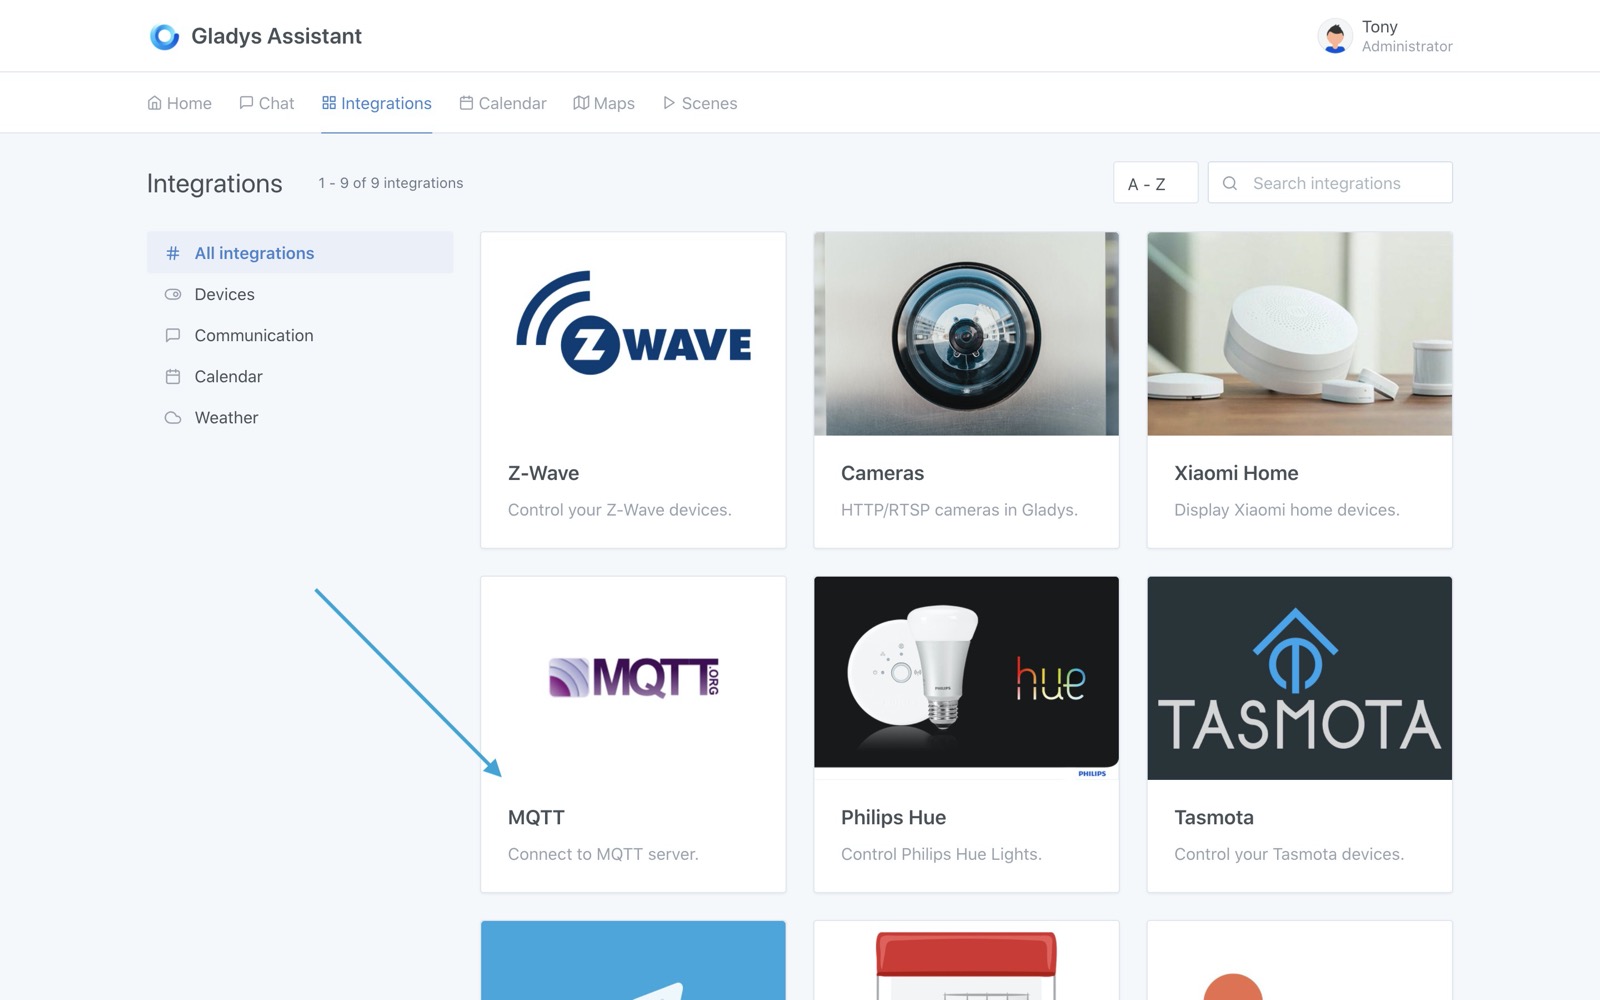 Gladys Assistant
Tony
Administrator
Home
Chat
Integrations
Calendar
Maps
Scenes
Integrations
1 - 9 of 9 integrations
A - Z
Search integrations
All integrations
Devices
Communication
Calendar
Weather
Z WAVE
Z-Wave
Control your Z-Wave devices.
Cameras
HTTP/RTSP cameras in Gladys.
Xiaomi Home
Display Xiaomi home devices.
MQTT.ORG
MQTT
Connect to MQTT server.
PHILIPS
hue
PHILIPS
Philips Hue
Control Philips Hue Lights.
TASMOTA
Tasmota
Control your Tasmota devices.